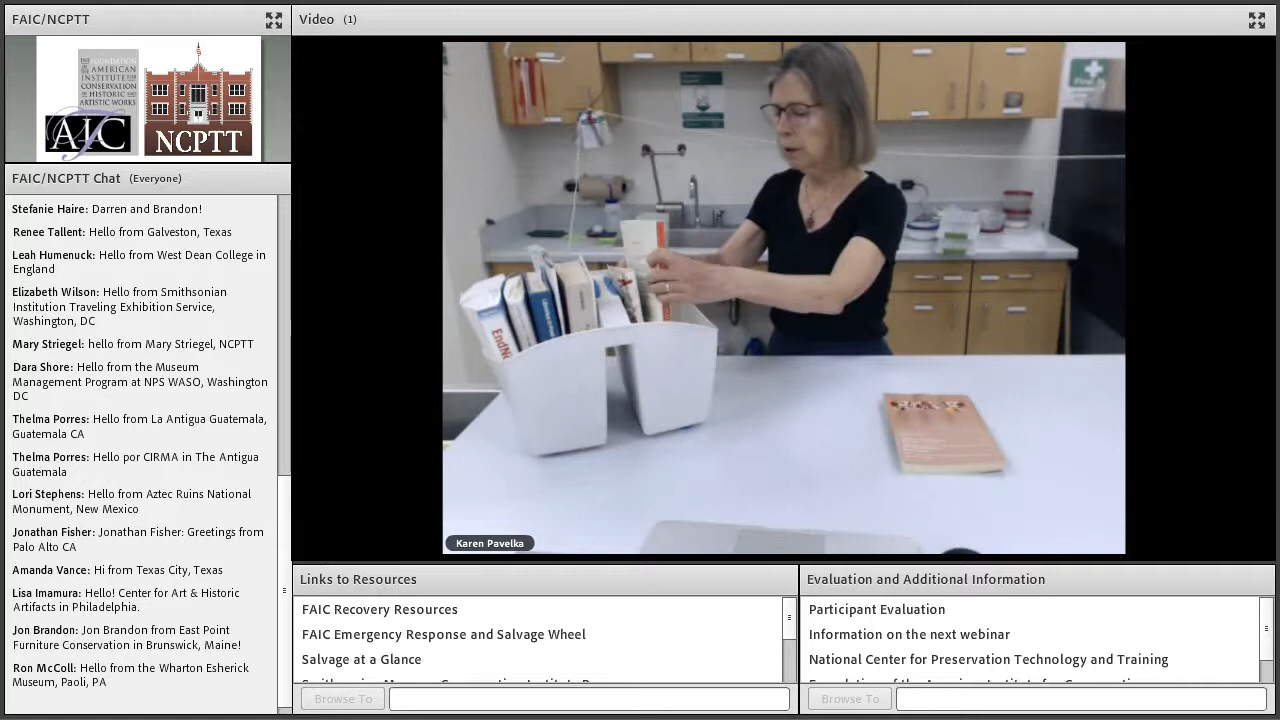 FAIC/NCPTT
THE FOUNDATION
OF THE AMERICAN
INSTITUTE FOR
CONSERVATION
OF HISTORIC AND
ARTISTIC WORKS
AIC
NCPTT
FAIC/NCPTT Chat (Everyone)
Stefanie Haire: Darren and Brandon!
Renee Tallent: Hello from Galveston, Texas
Leah Humenuck: Hello from West Dean College in
England
Elizabeth Wilson: Hello from Smithsonian
Institution Traveling Exhibition Service,
Washington, DC
Mary Striegel: hello from Mary Striegel, NCPTT
Dara Shore: Hello from the Museum
Management Program at NPS WASO, Washington
DC
Thelma Porres: Hello from La Antigua Guatemala,
Guatemala CA
Thelma Porres: Hello por CIRMA in The Antigua
Guatemala
Lori Stephens: Hello from Aztec Ruins National
Monument, New Mexico
Jonathan Fisher: Jonathan Fisher: Greetings from
Palo Alto CA
Amanda Vance: Hi from Texas City, Texas
Lisa Imamura: Hello! Center for Art & Historic
Artifacts in Philadelphia.
Jon Brandon: Jon Brandon from East Point
Furniture Conservation in Brunswick, Maine!
Ron McColl: Hello from the Wharton Esherick
Museum, Paoli, PA
Video (1)
Karen Pavelka
Links to Resources
FAIC Recovery Resources
FAIC Emergency Response and Salvage Wheel
Salvage at a Glance
Browse To
Evaluation and Additional Information
Participant Evaluation
Information on the next webinar
National Center for Preservation Technology and Training
Browse To